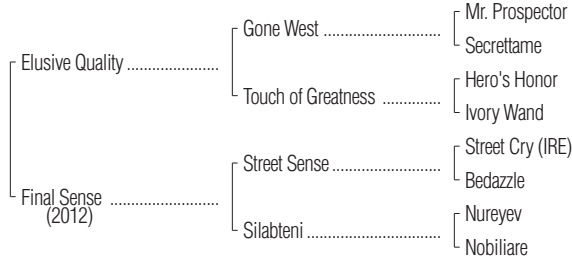 Mr. Prospector
Gone West
Secrettame
Elusive Quality
Hero's Honor
Touch of Greatness
Ivory Wand
Street Cry (IRE)
Street Sense
Bedazzle
Final Sense
(2012)
Nureyev
Silabteni
Nobiliare